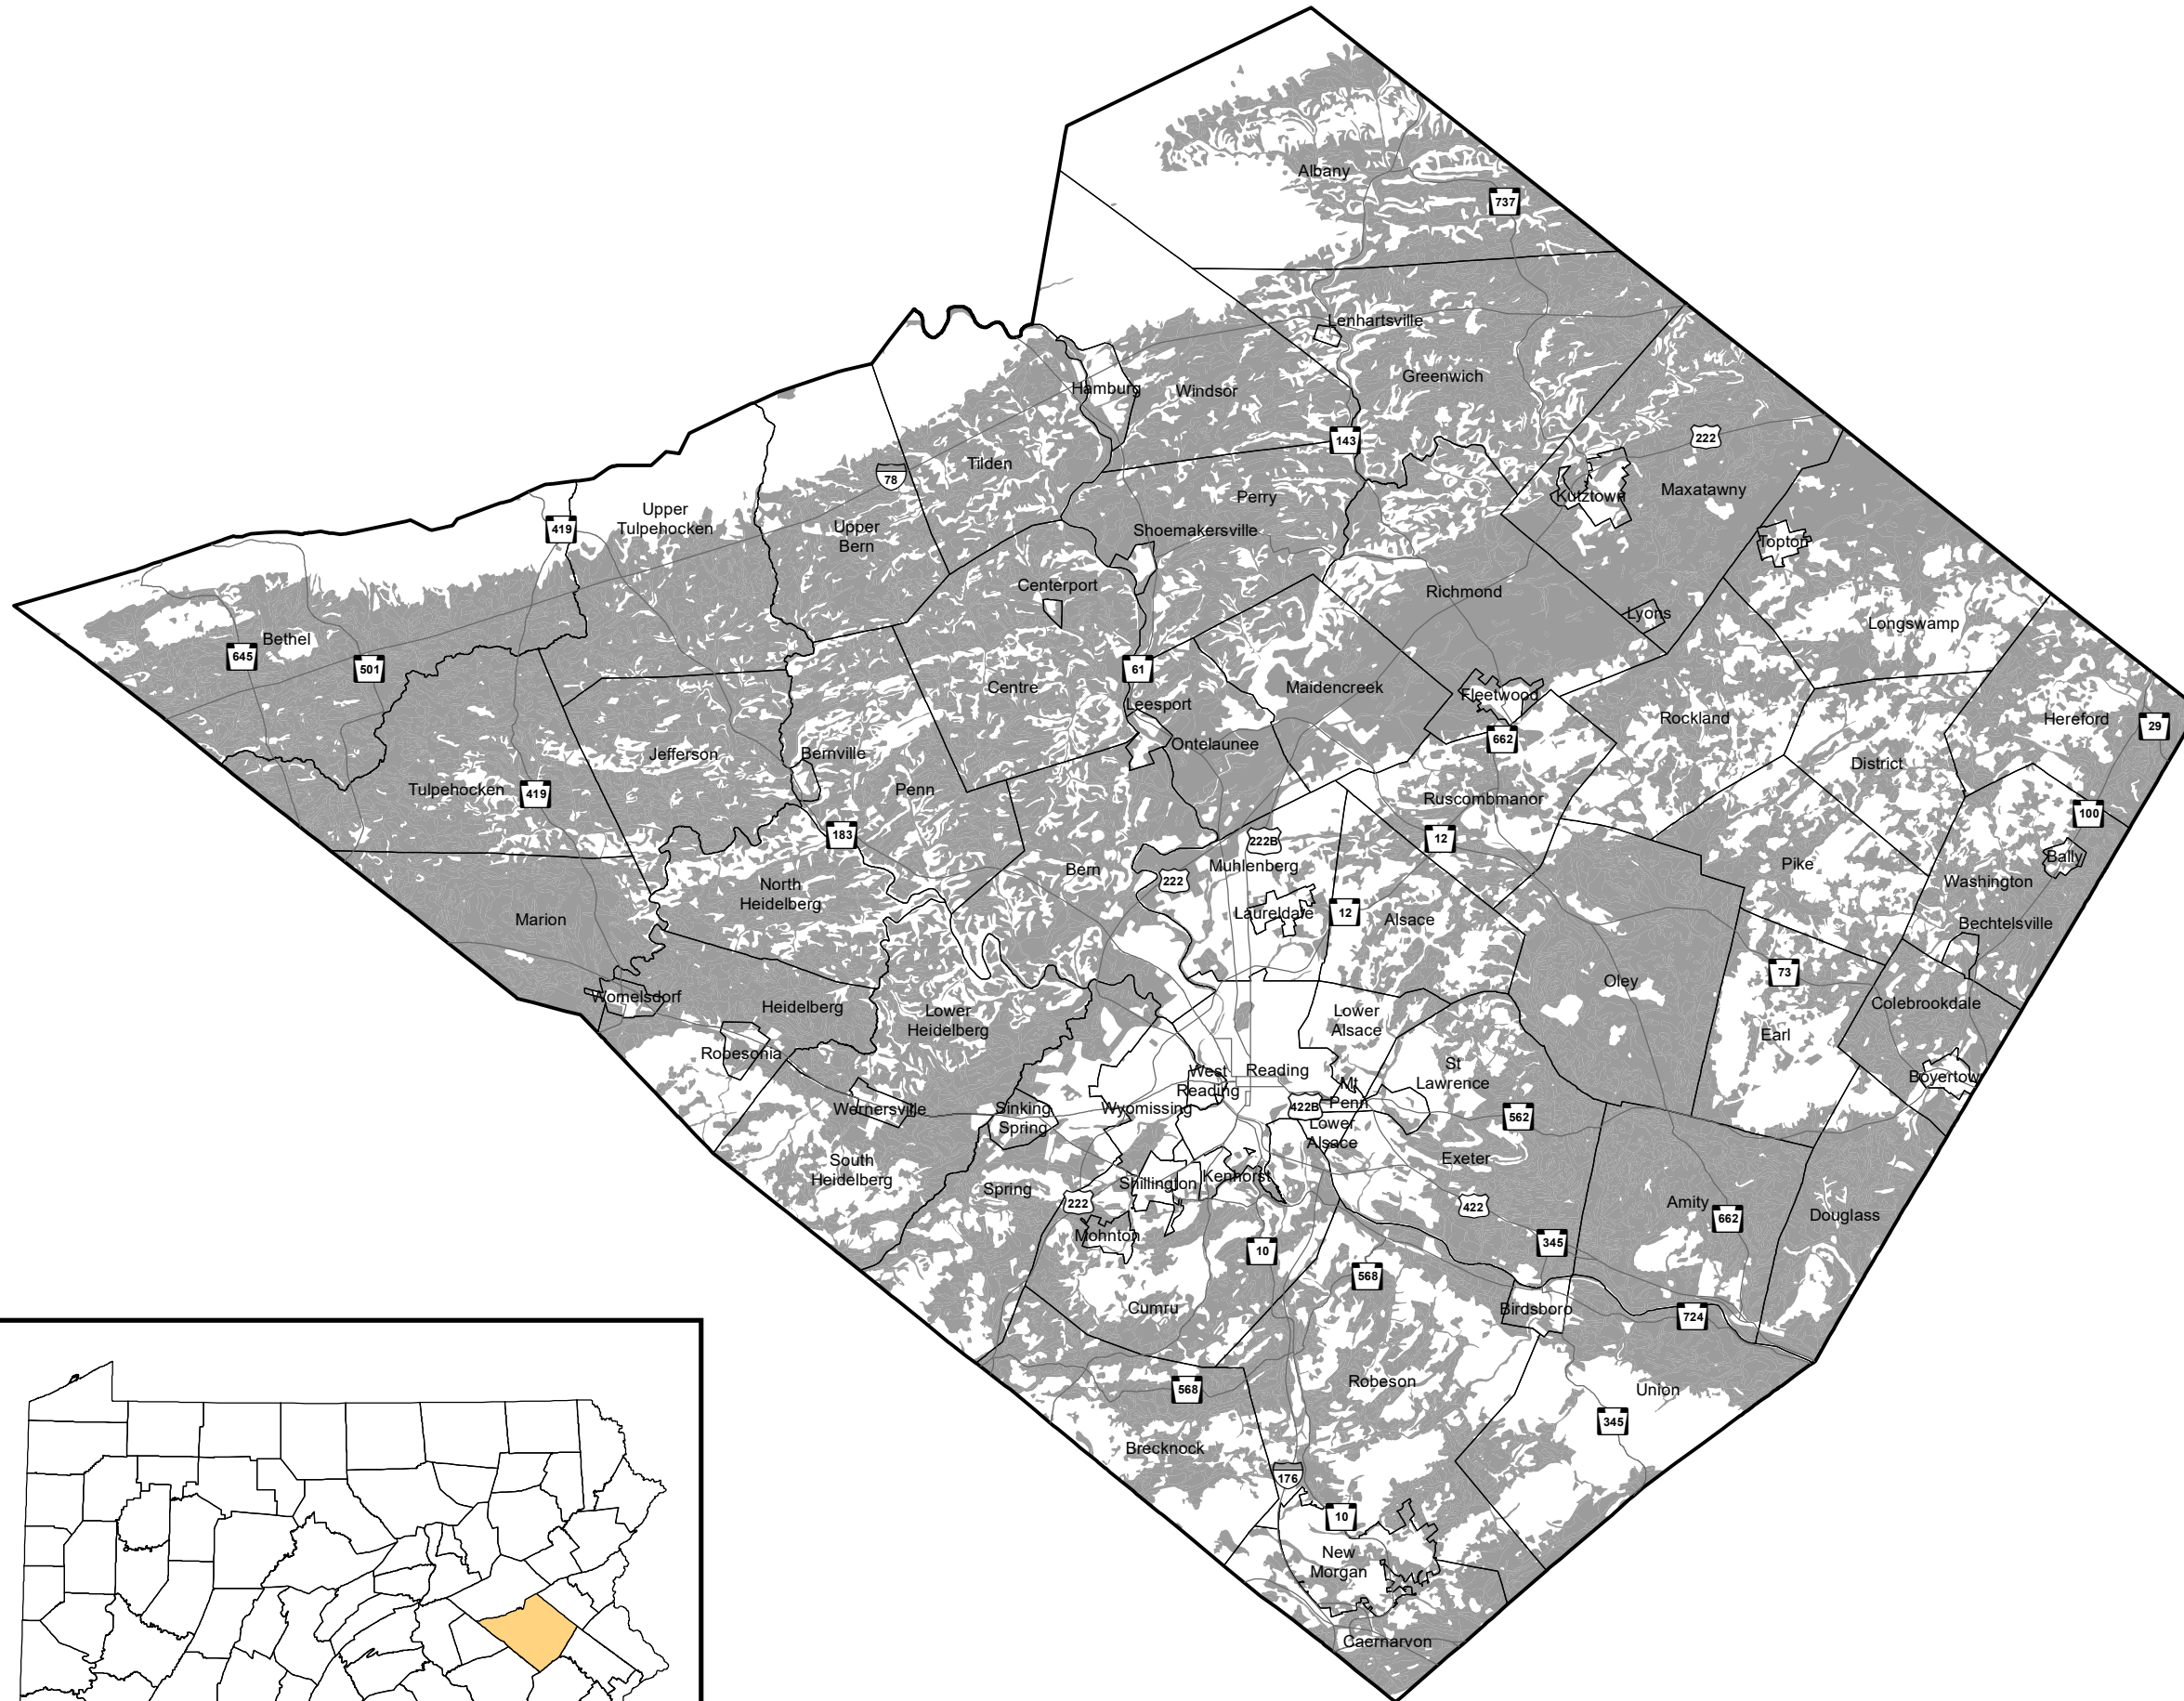 Albany
737
Lenhartsville
Greenwich
Hamburg
Windsor
143
222
Tilden
78
Perry
Kutztown
Maxatawny
Upper
Tulpehocken
419
Upper
Bern
Shoemakersville
Topton
Centerport
Richmond
Lyons
Longswamp
Bethel
645
501
61
Centre
Maidencreek
Fleetwood
Leesport
Rockland
Hereford
29
Ontelaunee
662
Jefferson
Bernville
District
Tulpehocken
419
Penn
Ruscombmanor
100
183
222B
12
Muhlenberg
Bern
222
Pike
Bally
Washington
North
Heidelberg
Marion
Laureldale
12
Alsace
Bechtelsville
73
Oley
Womelsdorf
Heidelberg
Lower
Heidelberg
Lower
Alsace
Colebrookdale
Earl
Robesonia
West
Reading
Reading
St
Lawrence
Boyertow
Mt
Penn
Wernersville
Sinking
Spring
Wyomissing
422B
562
Lower
Alsace
Exeter
South
Heidelberg
Spring
Shillington
Kenhorst
222
422
Amity
662
Douglass
Mohnton
10
345
568
Cumru
Birdsboro
724
568
Robeson
Union
345
Brecknock
176
10
New
Morgan
Caernarvon